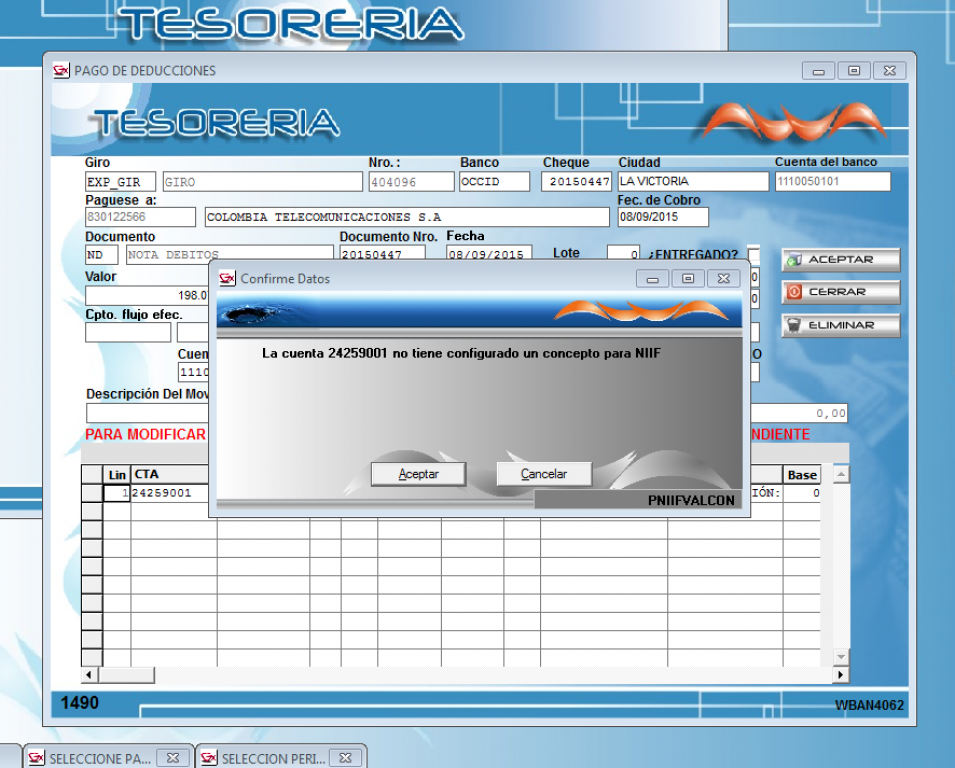 TESORERIA
PAGO DE DEDUCCIONES
TESORERIA
Giro Nro. : Banco Cheque Ciudad Cuenta del banco
EXP_GIR GIRO 404096 OCCID 20150447 LA VICTORIA 1110050101
Paguese a: Fec. de Cobro
830122566 COLOMBIA TELECOMUNICACIONES S.A 08/09/2015
Documento Documento Nro. Fecha
ND NOTA DEBITOS 20150447 08/09/2015 Lote 0 ¿ENTREGADO?
ACEPTAR
Valor
Confirme Datos
0
198.0
0
CERRAR
Cpto. flujo efec.
ELIMINAR
La cuenta 24259001 no tiene configurado un concepto para NIIF
Cuen
O
1110
Descripción Del Mov
0,00
PARA MODIFICAR
NDIENTE
Aceptar Cancelar
Lin CTA Base
1 24259001 IÓN: 0
PNIIFVALCON
1490 WBAN4062
SELECCIONE PA... SELECCION PERI...